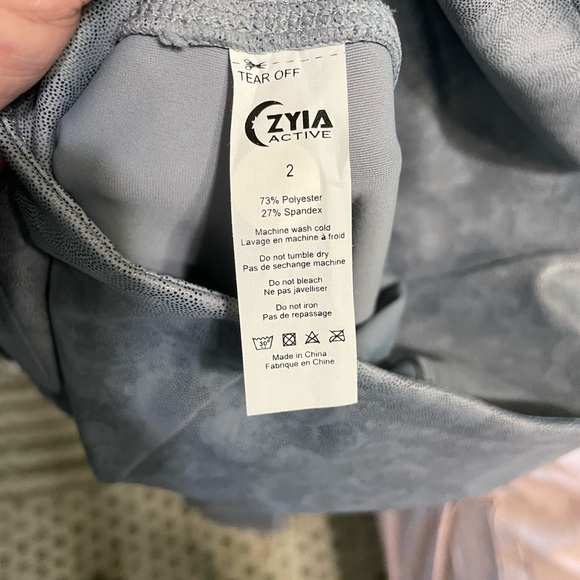 TEAR OFF
ZYIA
ACTIVE
2
73% Polyester
27% Spandex
Machine wash cold
Lavage en machine à froid
Do not tumble dry
Pas de sechange machine
Do not bleach
Ne pas javelliser
Do not iron
Pas de repassage
30°
Made in China
Fabrique en Chine